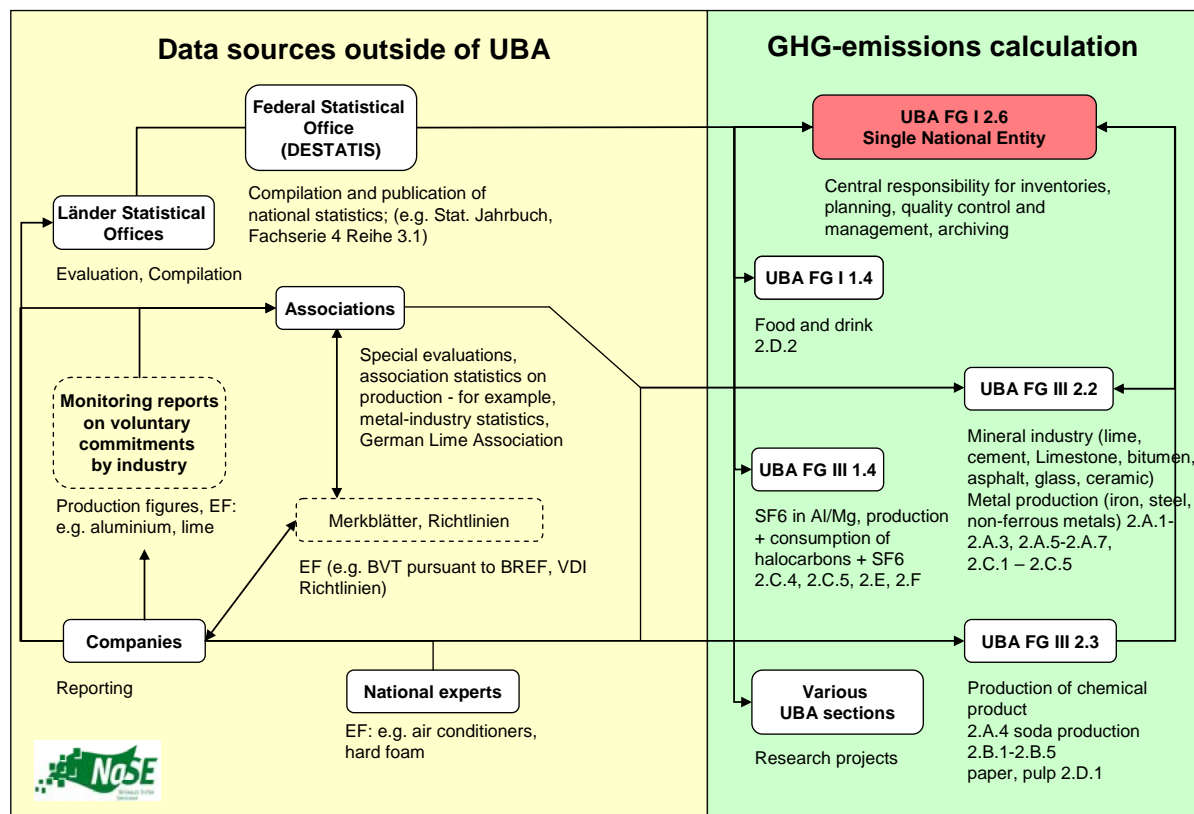 Data sources outside of UBA
GHG-emissions calculation
Federal Statistical
Office
(DESTATIS)
Compilation and publication of
national statistics; (e.g. Stat. Jahrbuch,
Fachserie 4 Reihe 3.1)
Länder Statistical
Offices
Evaluation, Compilation
Associations
Special evaluations,
association statistics on
production - for example,
metal-industry statistics,
German Lime Association
Monitoring reports
on voluntary
commitments
by industry
Production figures, EF:
e.g. aluminium, lime
Merkblätter, Richtlinien
EF (e.g. BVT pursuant to BREF, VDI
Richtlinien)
Companies
Reporting
National experts
EF: e.g. air conditioners,
hard foam
NaSE
UBA FG I 2.6
Single National Entity
Central responsibility for inventories,
planning, quality control and
management, archiving
UBA FG I 1.4
Food and drink
2.D.2
UBA FG III 2.2
Mineral industry (lime,
cement, Limestone, bitumen,
asphalt, glass, ceramic)
Metal production (iron, steel,
non-ferrous metals) 2.A.1-
2.A.3, 2.A.5-2.A.7,
2.C.1 – 2.C.5
UBA FG III 1.4
SF6 in Al/Mg, production
+ consumption of
halocarbons + SF6
2.C.4, 2.C.5, 2.E, 2.F
UBA FG III 2.3
Production of chemical
product
2.A.4 soda production
2.B.1-2.B.5
paper, pulp 2.D.1
Various
UBA sections
Research projects